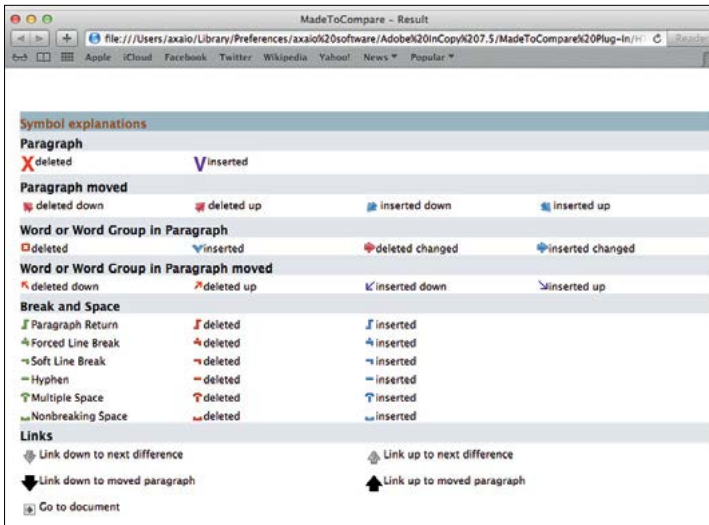 MadeToCompare – Result
file:///Users/axaio/Library/Preferences/axaio%20software/Adobe%20InCopy%207.5/MadeToCompare%20Plug-In/H Reader
Apple iCloud Facebook Twitter Wikipedia Yahoo! News Popular
Symbol explanations
Paragraph
X deleted V inserted
Paragraph moved
deleted down deleted up inserted down inserted up
Word or Word Group in Paragraph
deleted inserted deleted changed inserted changed
Word or Word Group in Paragraph moved
deleted down deleted up inserted down inserted up
Break and Space
Paragraph Return deleted inserted
Forced Line Break deleted inserted
Soft Line Break deleted inserted
Hyphen deleted inserted
Multiple Space deleted inserted
Nonbreaking Space deleted inserted
Links
Link down to next difference Link up to next difference
Link down to moved paragraph Link up to moved paragraph
Go to document